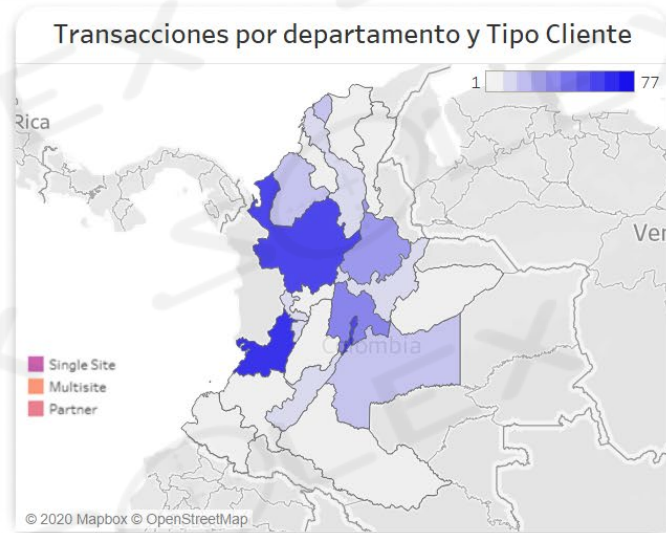 Transacciones por departamento y Tipo Cliente
1 77
Rica
Ver
Colombia
Single Site
Multisite
Partner
© 2020 Mapbox © OpenStreetMap